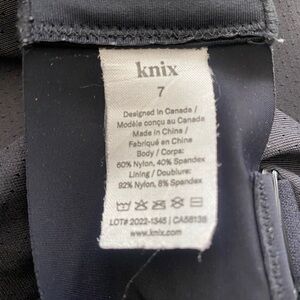 knix
7
Designed in Canada /
Modèle conçu au Canada
Made in China /
Fabriqué en Chine
Body / Corps:
60% Nylon, 40% Spandex
Lining / Doublure:
92% Nylon, 8% Spandex
LOT# 2022-1345 | CA56138
www.knix.com